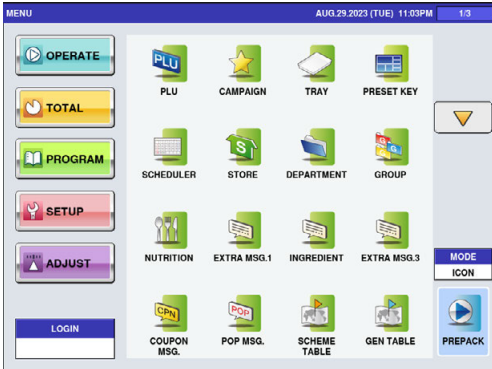 MENU
AUG.29.2023 (TUE) 11:03PM
1/3
OPERATE
TOTAL
PROGRAM
SETUP
ADJUST
LOGIN
PLU
PLU
CAMPAIGN
TRAY
PRESET KEY
SCHEDULER
S
STORE
DEPARTMENT
G
G
GROUP
NUTRITION
EXTRA MSG.1
INGREDIENT
EXTRA MSG.3
CPN
COUPON
MSG.
POP
POP MSG.
SCHEME
TABLE
GEN TABLE
MODE
ICON
PREPACK